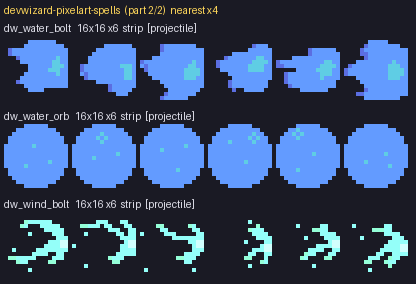 devwizard-pixelart-spells (part 2/2) nearest x4
dw_water_bolt 16x16 x6 strip [projectile]
dw_water_orb 16x16 x6 strip [projectile]
dw_wind_bolt 16x16 x6 strip [projectile]